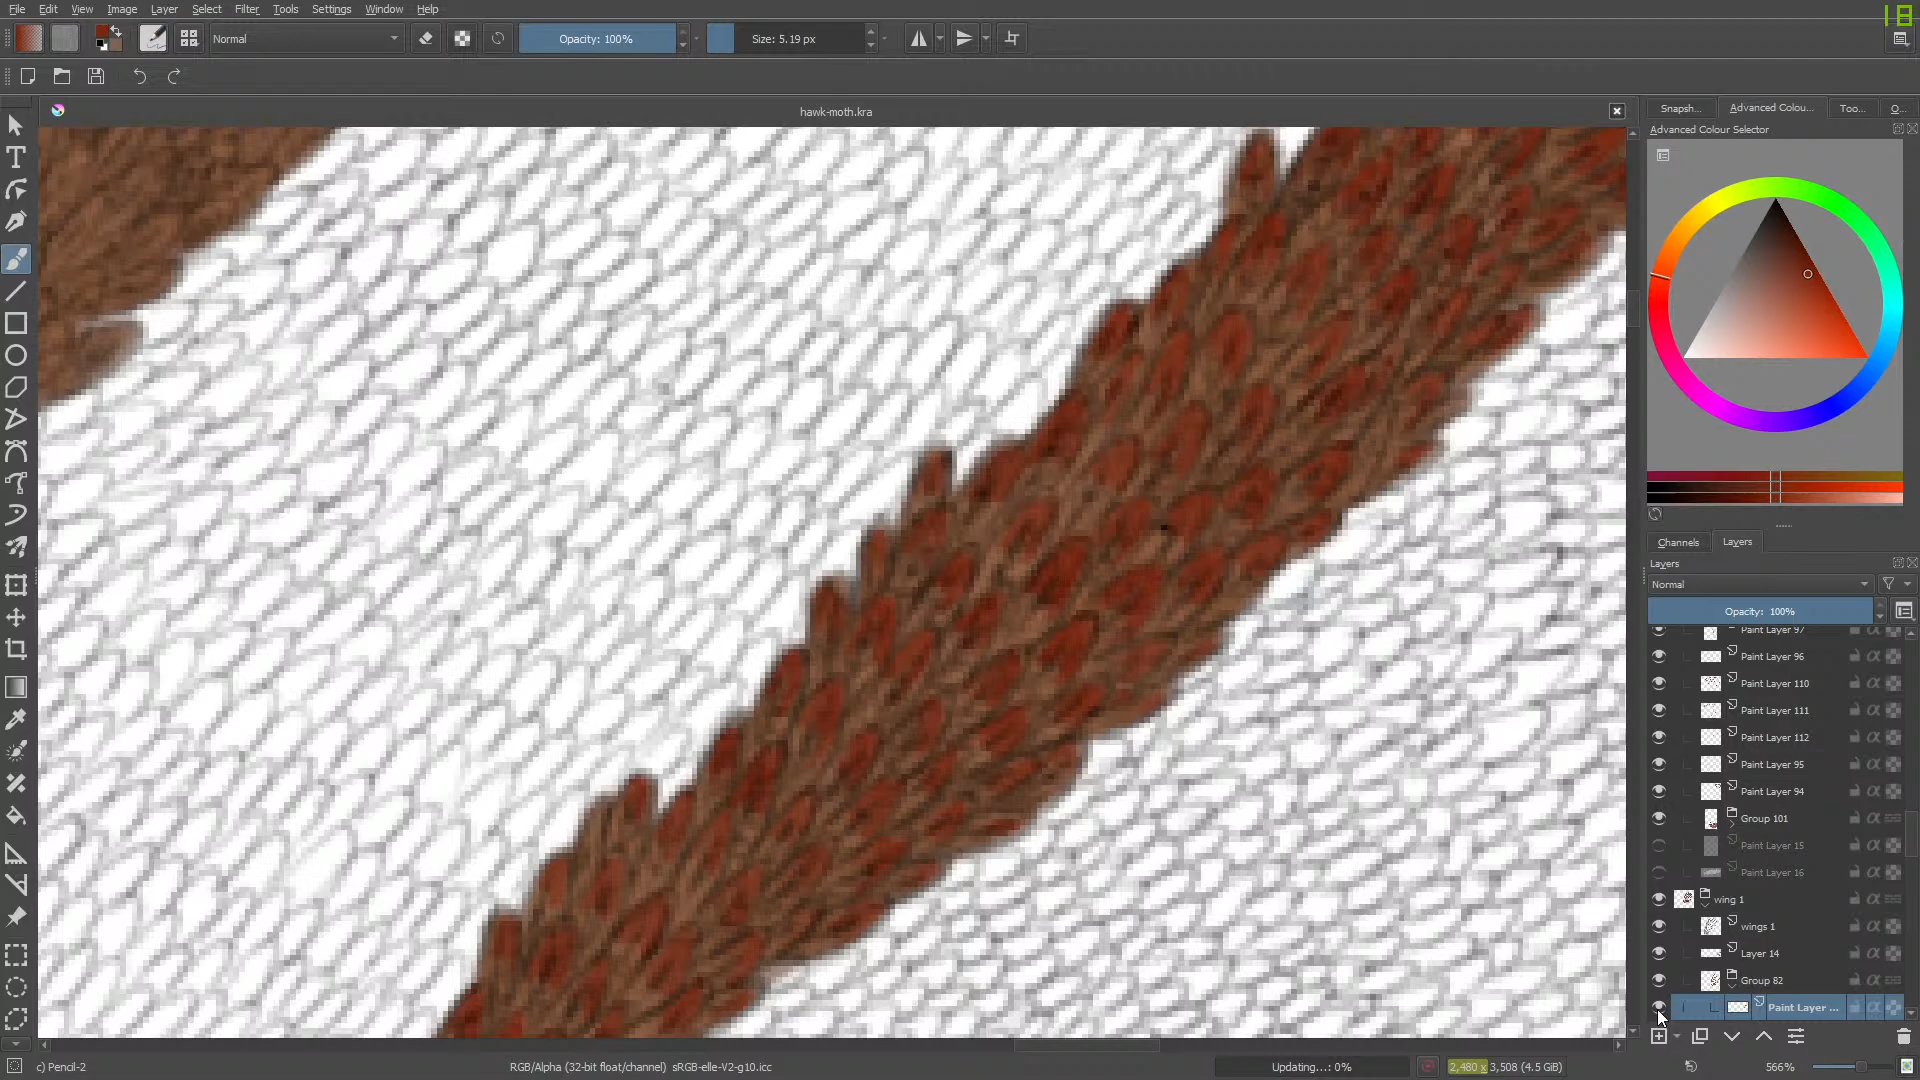 File Edit View Image Layer Select Filter Tools Settings Window Help
18
Normal
Opacity: 100%
Size: 5.19 px
hawk-moth.kra
Snapsh... Advanced Colou... Too... O...
Advanced Colour Selector
Channels Layers
Layers
Normal
Opacity: 100%
Paint Layer 97
Paint Layer 96
Paint Layer 110
Paint Layer 111
Paint Layer 112
Paint Layer 95
Paint Layer 94
Group 101
Paint Layer 15
Paint Layer 16
wing 1
wings 1
Layer 14
Group 82
Paint Layer ...
c) Pencil-2
RGB/Alpha (32-bit float/channel) sRGB-elle-V2-g10.icc
Updating...: 0%
2,480 x 3,508 (4.5 GiB)
566%